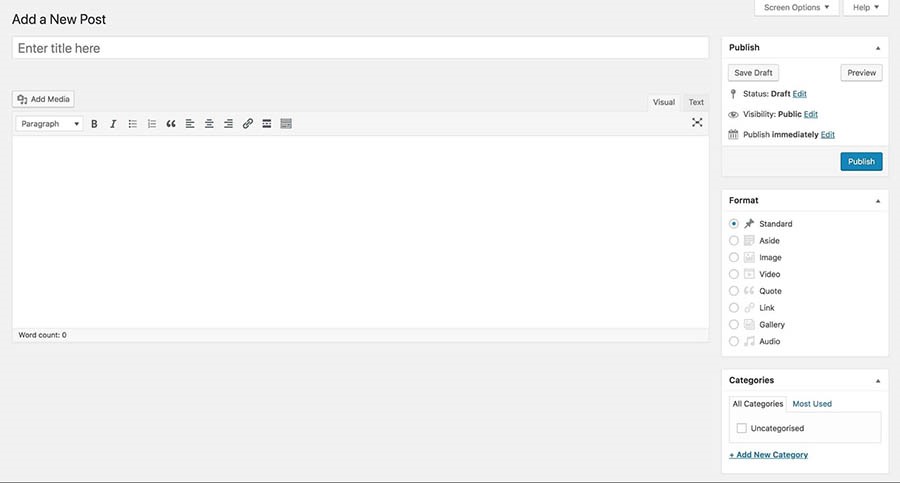 Screen Options Help
Add a New Post
Enter title here
Add Media
Visual Text
Paragraph B I
Word count: 0
Publish
Save Draft Preview
Status: Draft Edit
Visibility: Public Edit
Publish immediately Edit
Publish
Format
Standard
Aside
Image
Video
Quote
Link
Gallery
Audio
Categories
All Categories Most Used
Uncategorised
+ Add New Category